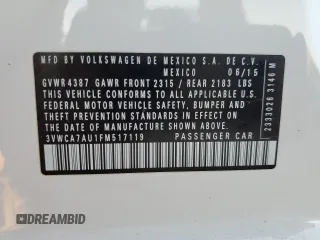 MFD BY VOLKSWAGEN DE MEXICO S.A. DE C.V.
MEXICO 06/15
GVWR 4387 GAWR FRONT 2315 / REAR 2183 LBS
THIS VEHICLE CONFORMS TO ALL APPLICABLE U.S.
FEDERAL MOTOR VEHICLE SAFETY, BUMPER AND
THEFT PREVENTION STANDARDS IN EFFECT ON THE
DATE OF MANUFACTURE SHOWN ABOVE.
3VWCA7AU1FM517119 PASSENGER CAR
2333026 3146 M
DREAMBID